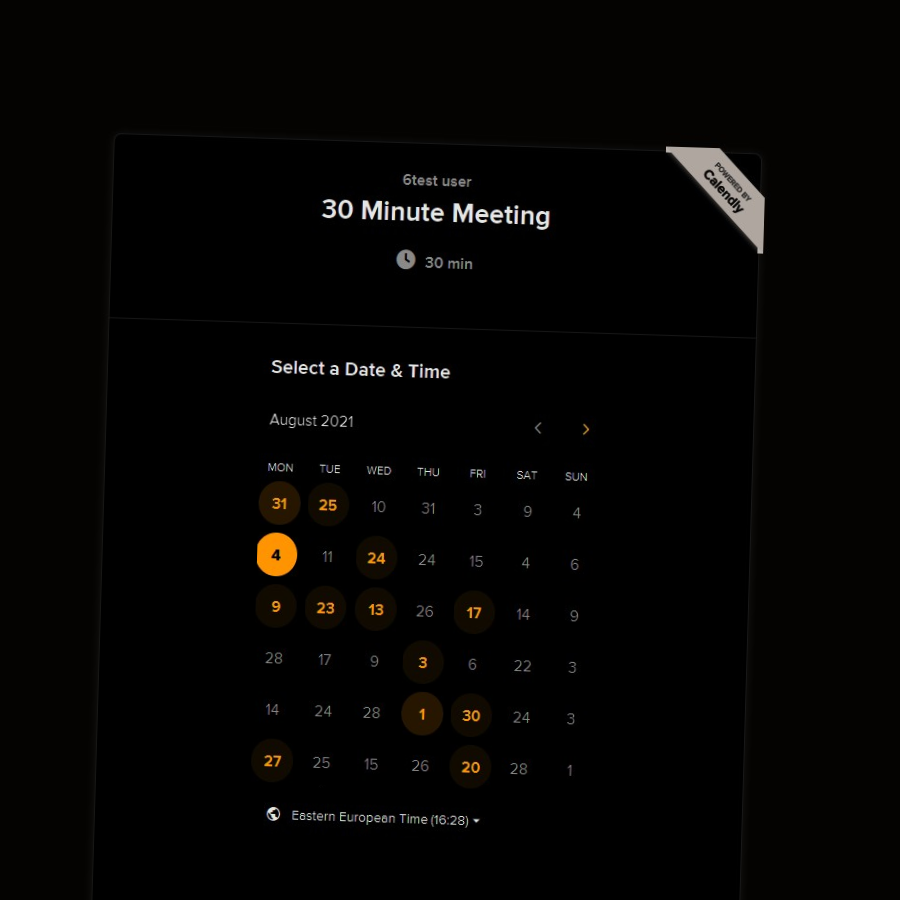 POWERED BY
Calendly
6test user
30 Minute Meeting
30 min
Select a Date & Time
August 2021
MON TUE WED THU FRI SAT SUN
31 25 10 31 3 9 4
4 11 24 24 15 4 6
9 23 13 26 17 14 9
28 17 9 3 6 22 3
14 24 28 1 30 24 3
27 25 15 26 20 28 1
Eastern European Time (16:28)